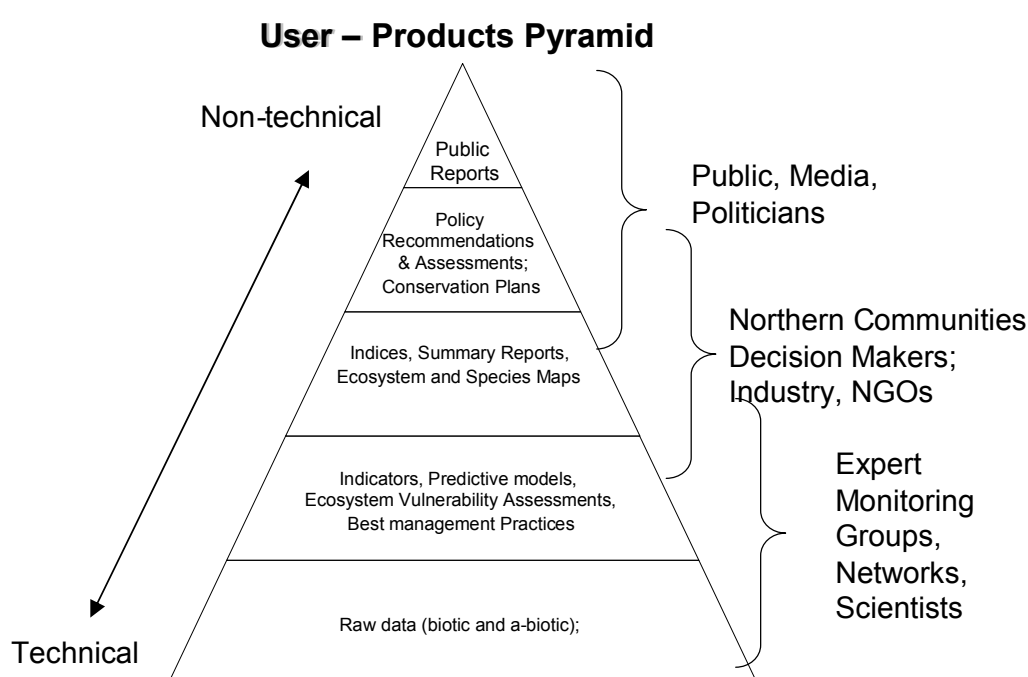 User – Products Pyramid
Non-technical
Public
Reports
Public, Media,
Politicians
Policy
Recommendations
& Assessments;
Conservation Plans
Northern Communities
Decision Makers;
Industry, NGOs
Indices, Summary Reports,
Ecosystem and Species Maps
Indicators, Predictive models,
Ecosystem Vulnerability Assessments,
Best management Practices
Expert
Monitoring
Groups,
Networks,
Scientists
Raw data (biotic and a-biotic);
Technical